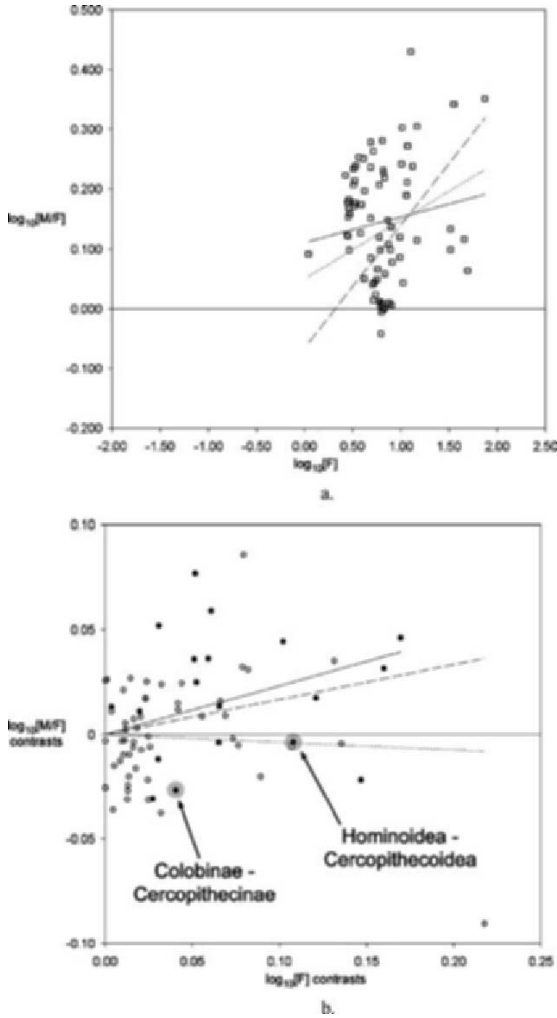 0.500
0.400
0.300
0.200
log₁₀[M/F]
0.100
0.000
-0.100
-0.200
-2.00 -1.50 -1.00 -0.50 0.00 0.50 1.00 1.50 2.00 2.50
log₁₀[F]
a.
0.10
0.05
log₁₀[M/F]
contrasts
0
-0.05
-0.10
Colobinae -
Cercopithecinae
Hominoidea -
Cercopithecoidea
0.00 0.05 0.10 0.15 0.20 0.25
log₁₀[F] contrasts
b.